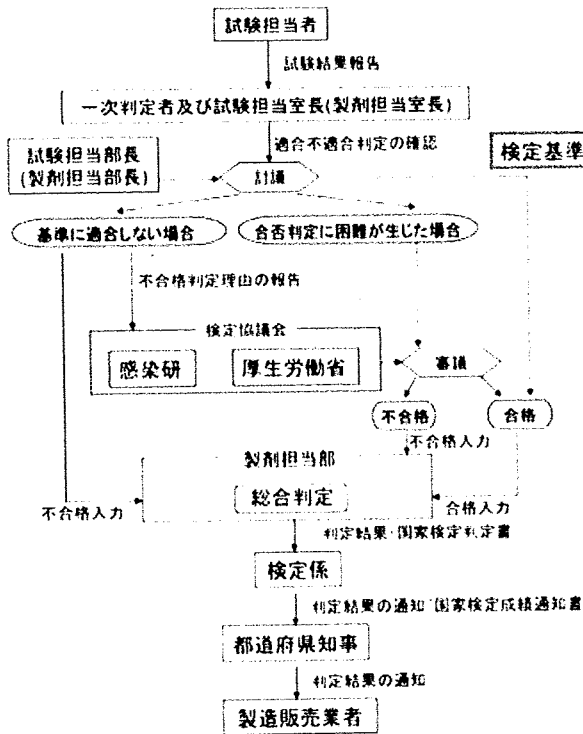 試験担当者
試験結果報告
一次判定者及び試験担当室長(製剤担当室長)
適合不適合判定の確認
試験担当部長
(製剤担当部長)
検定基準
討議
基準に適合しない場合
合否判定に困難が生じた場合
不合格判定理由の報告
検定協議会
感染研
厚生労働省
審議
不合格
合格
不合格入力
製剤担当部
総合判定
不合格入力
合格入力
判定結果・国家検定判定書
検定係
判定結果の通知 国家検定成績通知書
都道府県知事
判定結果の通知
製造販売業者